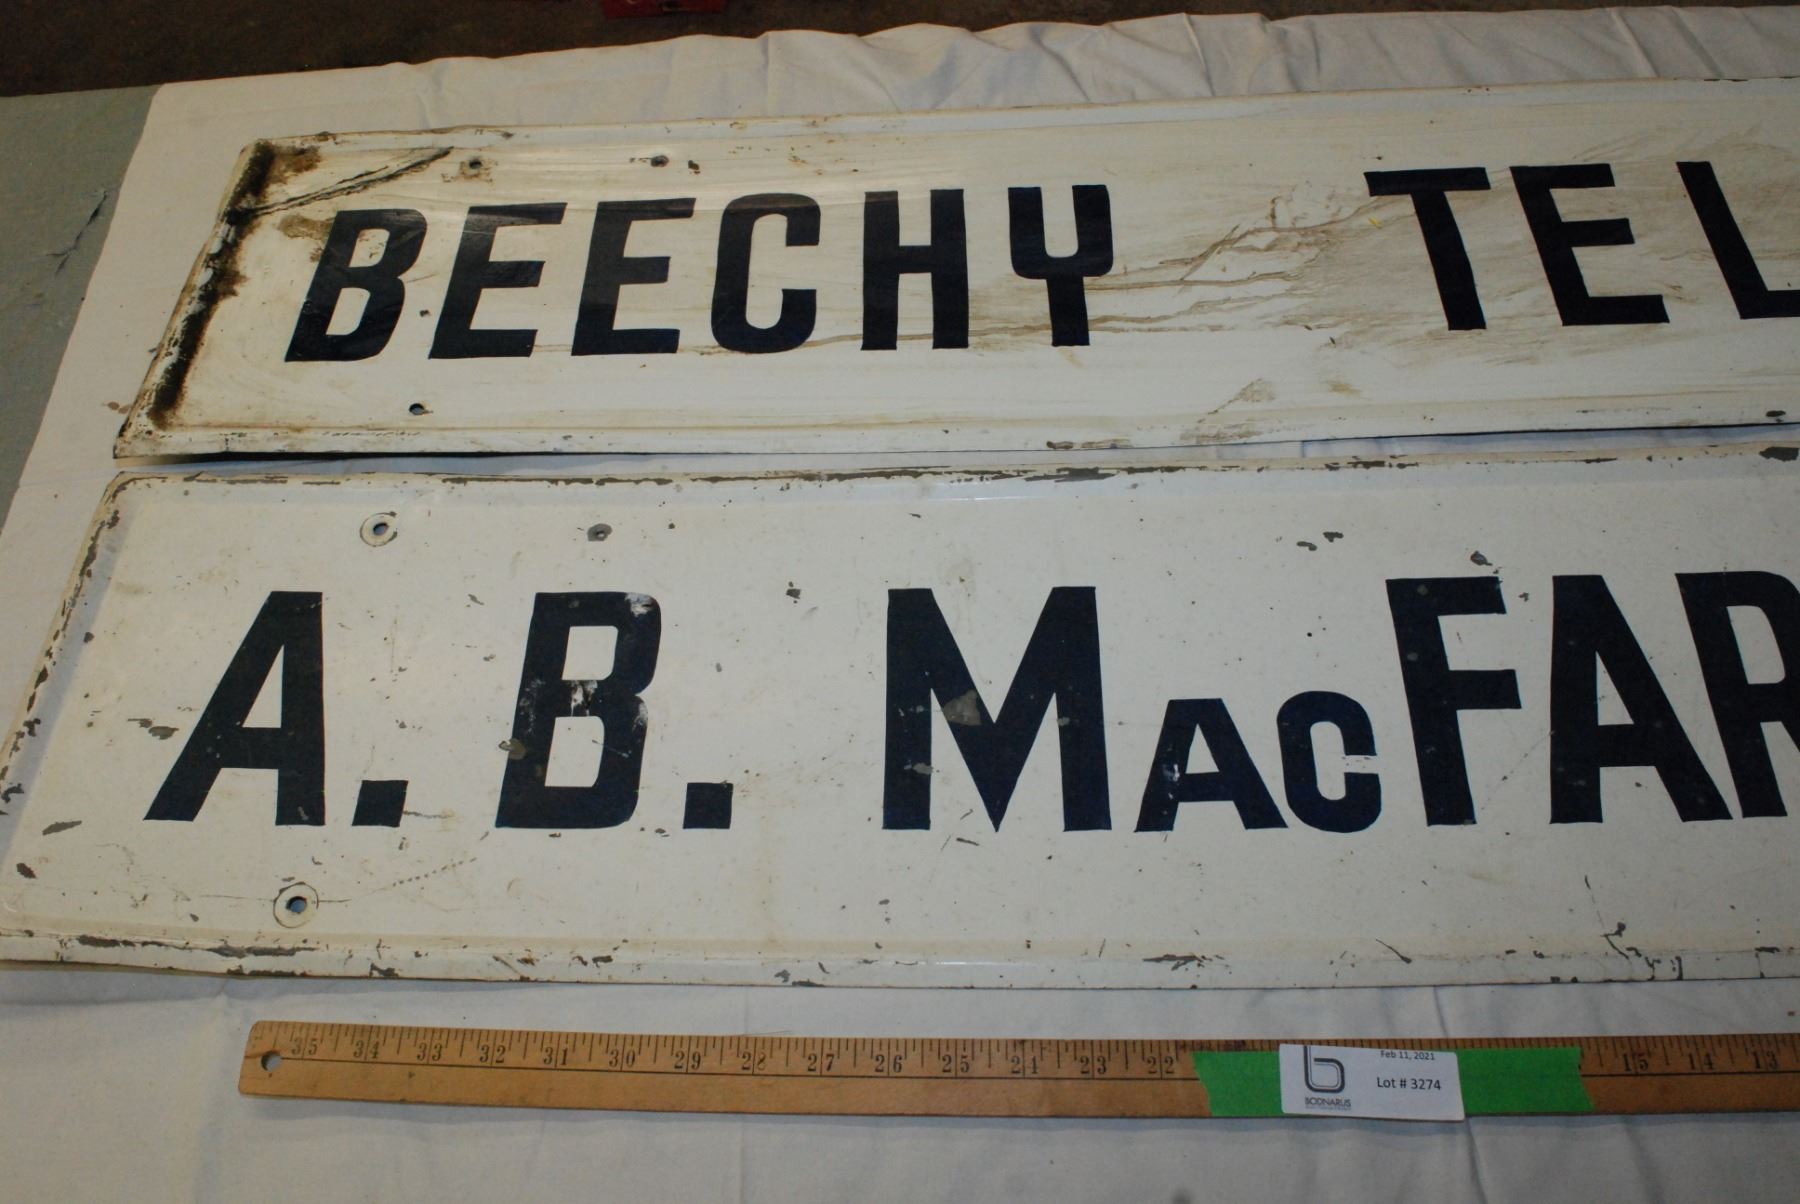 BEECHY TEL
A. B. MACFAR
35 34 33 32 31 30 29 28 27 26 25 24 23 22 15 14 13
Feb 11, 2021
Lot # 3274
BODNARUS